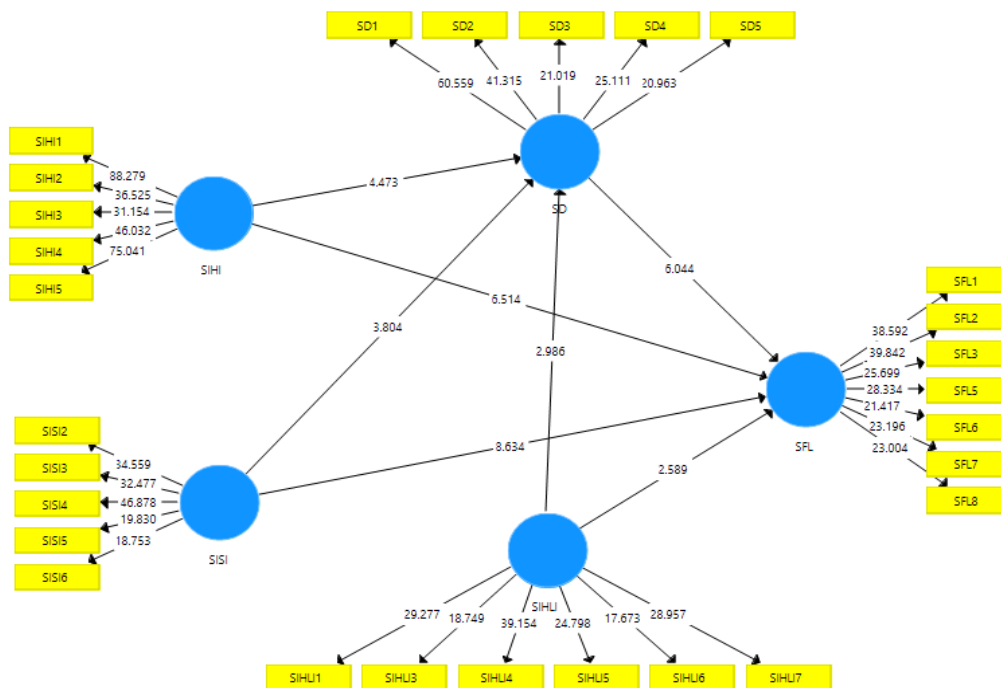 SD1 SD2 SD3 SD4 SD5
60.559 41.315 21.019 25.111 20.963
SD
SIHI1
SIHI2
SIHI3
SIHI4
SIHI5
88.279
36.525
31.154
46.032
75.041
SIHI
4.473
6.514
3.804
2.986
6.044
8.634
2.589
SFL1
SFL2
SFL3
SFL5
SFL6
SFL7
SFL8
38.592
39.842
25.699
28.334
21.417
23.196
23.004
SFL
SISI2
SISI3
SISI4
SISI5
SISI6
34.559
32.477
46.878
19.830
18.753
SISI
SIHLI
29.277 18.749 39.154 24.798 17.673 28.957
SIHLI1 SIHLI3 SIHLI4 SIHLI5 SIHLI6 SIHLI7